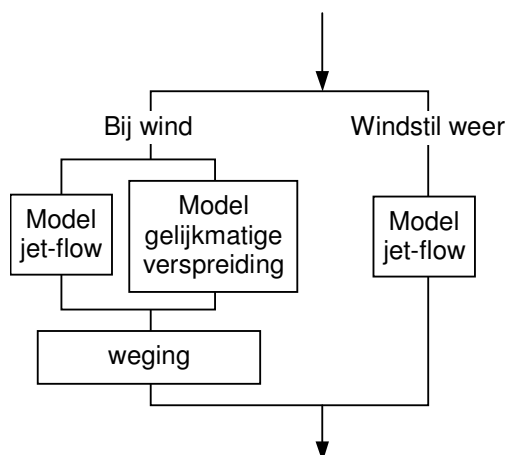 Bij wind
Windstil weer
Model
jet-flow
Model
gelijkmatige
verspreiding
Model
jet-flow
weging